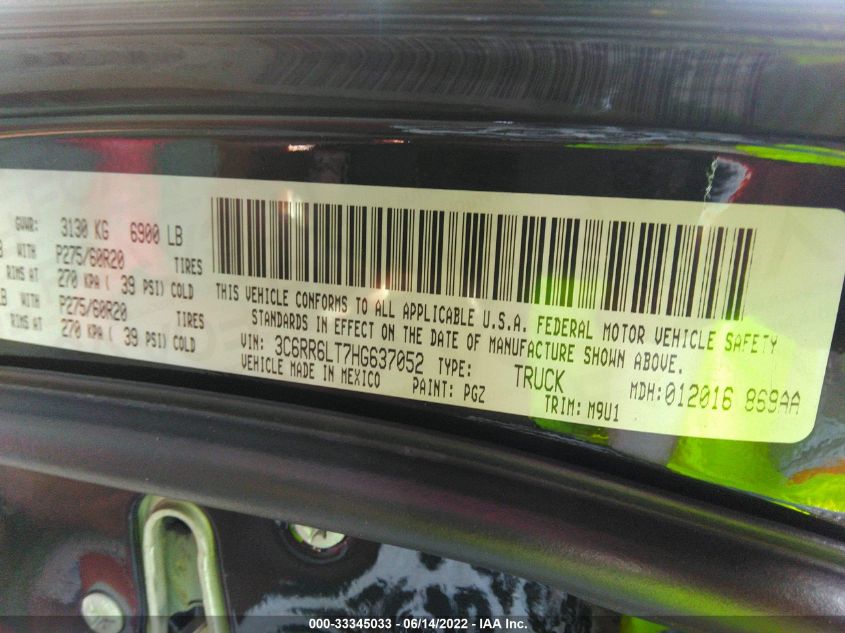 GVWR: 3130 KG 6900 LB
B WITH P275/60R20 TIRES
RIMS AT 270 KPA ( 39 PSI) COLD
LB WITH P275/60R20 TIRES
RIMS AT 270 KPA ( 39 PSI) COLD
THIS VEHICLE CONFORMS TO ALL APPLICABLE U.S.A. FEDERAL MOTOR VEHICLE SAFETY
STANDARDS IN EFFECT ON THE DATE OF MANUFACTURE SHOWN ABOVE.
VIN: 3C6RR6LT7HG637052 TYPE: TRUCK MDH:012016 869AA
VEHICLE MADE IN MEXICO PAINT: PGZ TRIM: M9U1
000-33345033 - 06/14/2022 - IAA Inc.